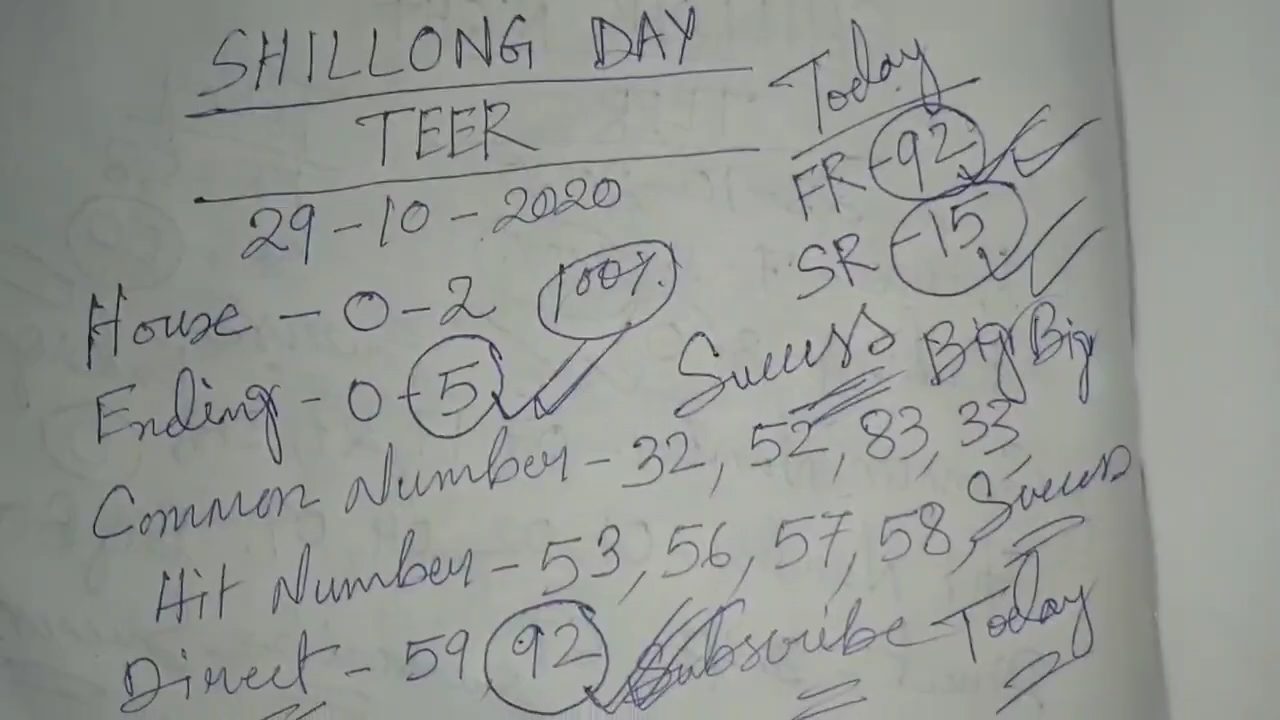 SHILLONG DAY
TEER
29-10-2020
Today
FR-92
SR-15
House - 0-2 100%.
Ending - 0-5
Success Big Big
Common Number - 32, 52, 83, 33,
Hit Number - 53, 56, 57, 58, Success
Direct - 59, 92 Subscribe Today